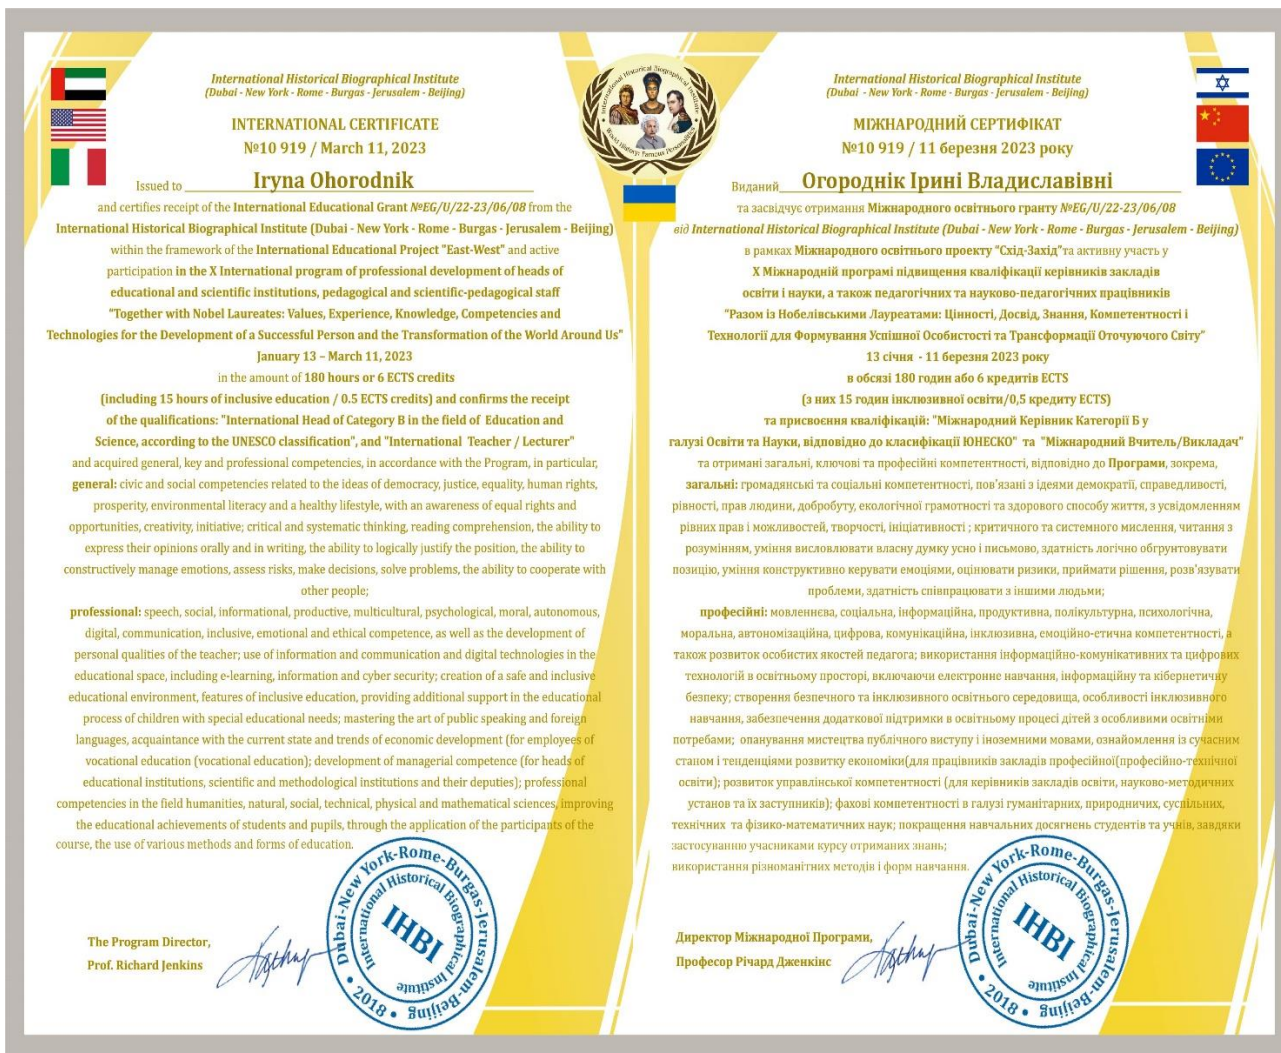 International Historical Biographical Institute
(Dubai - New York - Rome - Burgas - Jerusalem - Beijing)
INTERNATIONAL CERTIFICATE
№10 919 / March 11, 2023
Issued to Iryna Ohorodnik
and certifies receipt of the International Educational Grant №EG/U/22-23/06/08 from the
International Historical Biographical Institute (Dubai - New York - Rome - Burgas - Jerusalem - Beijing)
within the framework of the International Educational Project "East-West" and active
participation in the X International program of professional development of heads of
educational and scientific institutions, pedagogical and scientific-pedagogical staff
"Together with Nobel Laureates: Values, Experience, Knowledge, Competencies and
Technologies for the Development of a Successful Person and the Transformation of the World Around Us"
January 13 – March 11, 2023
in the amount of 180 hours or 6 ECTS credits
(including 15 hours of inclusive education / 0.5 ECTS credits) and confirms the receipt
of the qualifications: "International Head of Category B in the field of Education and
Science, according to the UNESCO classification", and "International Teacher / Lecturer"
and acquired general, key and professional competencies, in accordance with the Program, in particular,
general: civic and social competencies related to the ideas of democracy, justice, equality, human rights,
prosperity, environmental literacy and a healthy lifestyle, with an awareness of equal rights and
opportunities, creativity, initiative; critical and systematic thinking, reading comprehension, the ability to
express their opinions orally and in writing, the ability to logically justify the position, the ability to
constructively manage emotions, assess risks, make decisions, solve problems, the ability to cooperate with
other people;
professional: speech, social, informational, productive, multicultural, psychological, moral, autonomous,
digital, communication, inclusive, emotional and ethical competence, as well as the development of
personal qualities of the teacher; use of information and communication and digital technologies in the
educational space, including e-learning, information and cyber security; creation of a safe and inclusive
educational environment, features of inclusive education, providing additional support in the educational
process of children with special educational needs; mastering the art of public speaking and foreign
languages, acquaintance with the current state and trends of economic development (for employees of
vocational education (vocational education); development of managerial competence (for heads of
educational institutions, scientific and methodological institutions and their deputies); professional
competencies in the field humanities, natural, social, technical, physical and mathematical sciences, improving
the educational achievements of students and pupils, through the application of the participants of the
course, the use of various methods and forms of education.
The Program Director,
Prof. Richard Jenkins
Dubai-New York-Rome-Burgas-Jerusalem-Beijing • 2018 •
International Historical Biographical Institute
IHBI
International Historical Biographical Institute
World History: Famous Personalities
International Historical Biographical Institute
(Dubai - New York - Rome - Burgas - Jerusalem - Beijing)
МІЖНАРОДНИЙ СЕРТИФІКАТ
№10 919 / 11 березня 2023 року
Виданий Огороднік Ірині Владиславівні
та засвідчує отримання Міжнародного освітнього гранту №EG/U/22-23/06/08
від International Historical Biographical Institute (Dubai - New York - Rome - Burgas - Jerusalem - Beijing)
в рамках Міжнародного освітнього проекту "Схід-Захід"та активну участь у
X Міжнародній програмі підвищення кваліфікації керівників закладів
освіти і науки, а також педагогічних та науково-педагогічних працівників
"Разом із Нобелівськими Лауреатами: Цінності, Досвід, Знання, Компетентності і
Технології для Формування Успішної Особистості та Трансформації Оточуючого Світу"
13 січня - 11 березня 2023 року
в обсязі 180 годин або 6 кредитів ECTS
(з них 15 годин інклюзивної освіти/0,5 кредиту ECTS)
та присвоєння кваліфікацій: "Міжнародний Керівник Категорії Б у
галузі Освіти та Науки, відповідно до класифікації ЮНЕСКО" та "Міжнародний Вчитель/Викладач"
та отримані загальні, ключові та професійні компетентності, відповідно до Програми, зокрема,
загальні: громадянські та соціальні компетентності, пов'язані з ідеями демократії, справедливості,
рівності, прав людини, добробуту, екологічної грамотності та здорового способу життя, з усвідомленням
рівних прав і можливостей, творчості, ініціативності ; критичного та системного мислення, читання з
розумінням, уміння висловлювати власну думку усно і письмово, здатність логічно обгрунтовувати
позицію, уміння конструктивно керувати емоціями, оцінювати ризики, приймати рішення, розв'язувати
проблеми, здатність співпрацювати з іншими людьми;
професійні: мовленнєва, соціальна, інформаційна, продуктивна, полікультурна, психологічна,
моральна, автономізаційна, цифрова, комунікаційна, інклюзивна, емоційно-етична компетентності, а
також розвиток особистих якостей педагога; використання інформаційно-комунікативних та цифрових
технологій в освітньому просторі, включаючи електронне навчання, інформаційну та кібернетичну
безпеку; створення безпечного та інклюзивного освітнього середовища, особливості інклюзивного
навчання, забезпечення додаткової підтримки в освітньому процесі дітей з особливими освітніми
потребами; опанування мистецтва публічного виступу і іноземними мовами, ознайомлення із сучасним
станом і тенденціями розвитку економіки(для працівників закладів професійної(професійно-технічної
освіти); розвиток управлінської компетентності (для керівників закладів освіти, науково-методичних
установ та їх заступників); фахові компетентності в галузі гуманітарних, природничих, суспільних,
технічних та фізико-математичних наук; покращення навчальних досягнень студентів та учнів, завдяки
застосуванню учасниками курсу отриманих знань;
використання різноманітних методів і форм навчання.
Директор Міжнародної Програми,
Професор Річард Дженкінс
Dubai-New York-Rome-Burgas-Jerusalem-Beijing • 2018 •
International Historical Biographical Institute
IHBI